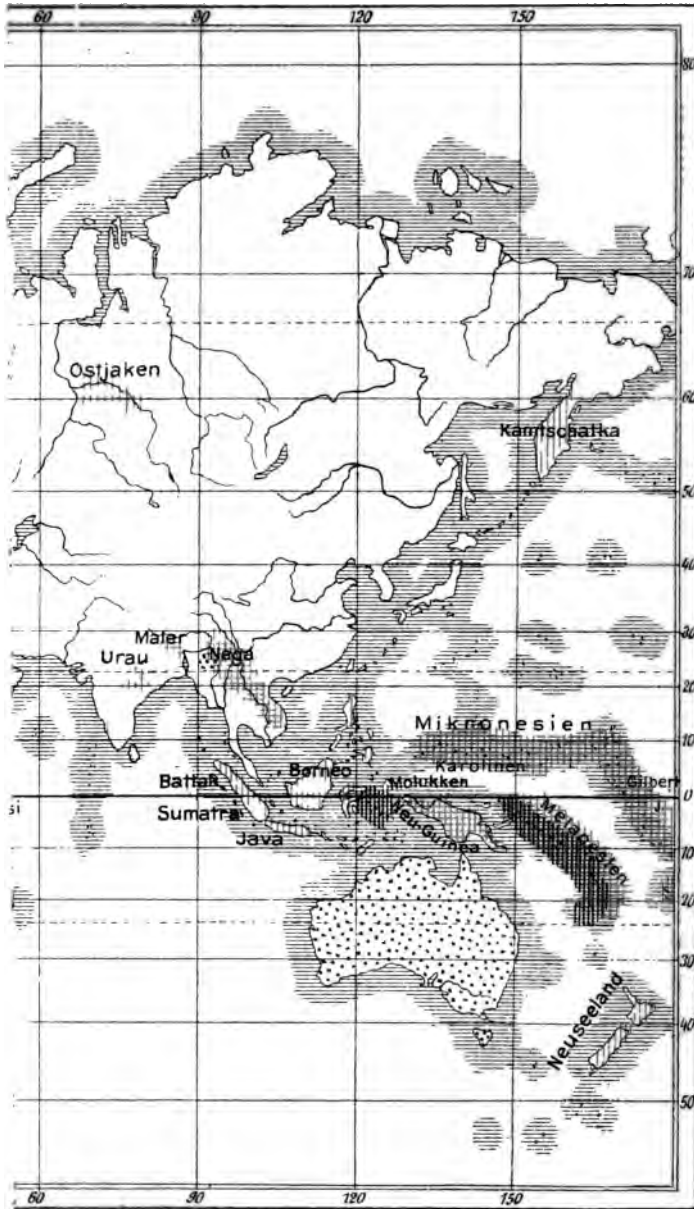 60 90 120 150
80
70
Ostjaken
60
Kamtschatka
50
40
30
Maler
Naga
Urau
20
Mikronesien
10
Karolinen
Borneo
Battak
Molukken
Gilbert
0
si
Sumatra
Neu-Guinea
Melanesien
Java
10
20
30
Neuseeland
40
50
60 90 120 150